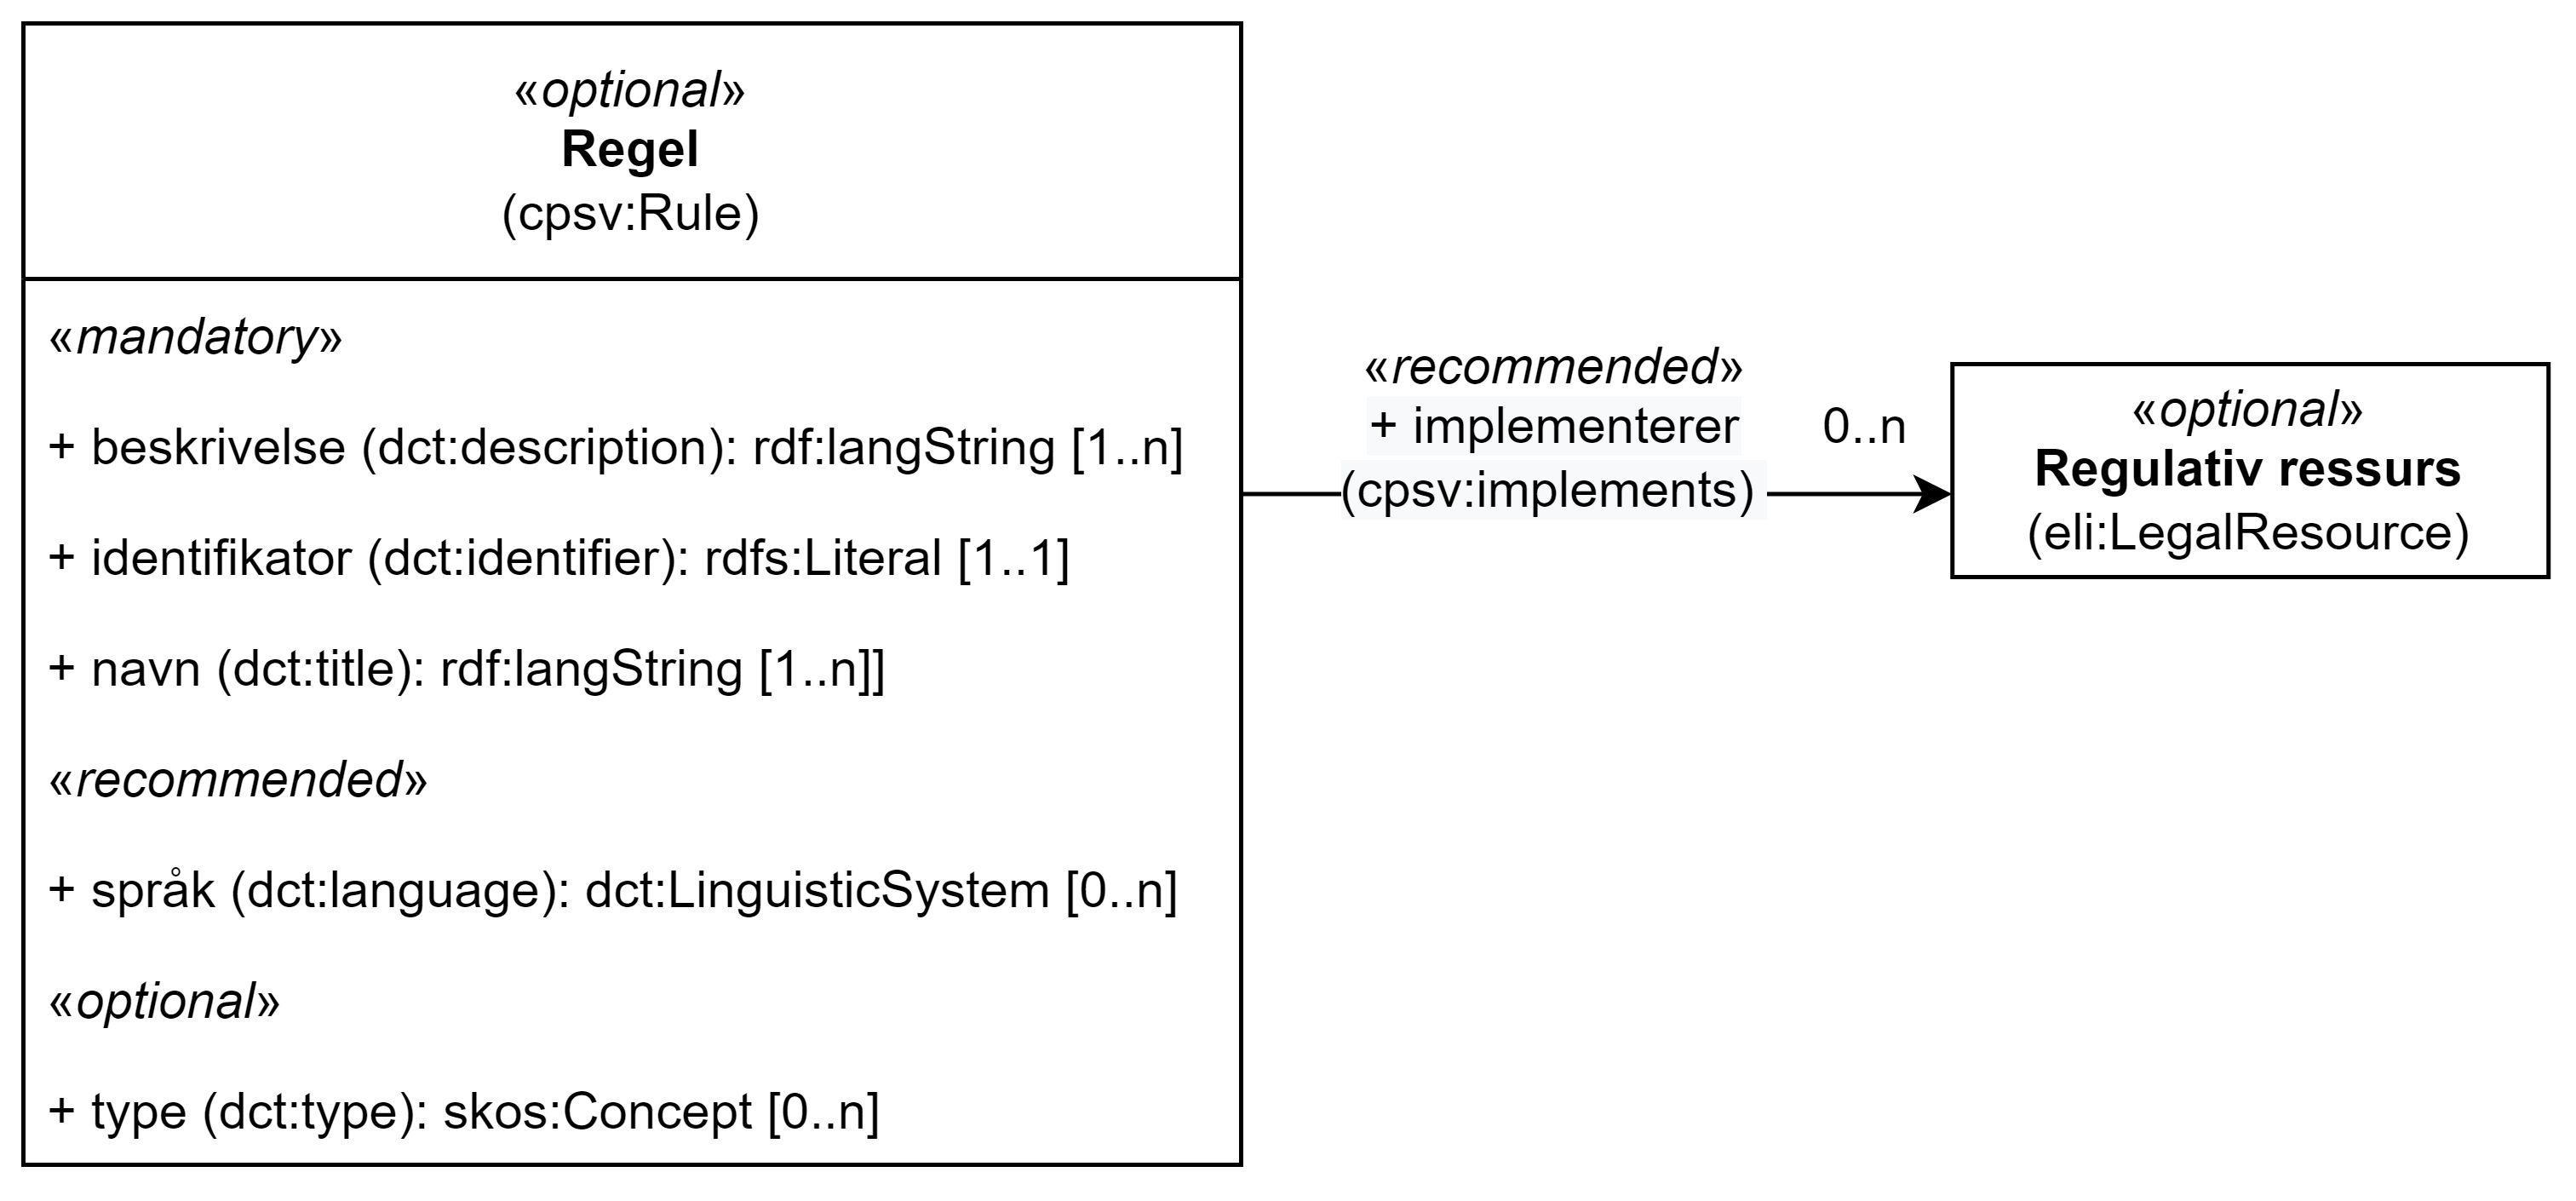 «optional»
Regel
(cpsv:Rule)
«mandatory»
+ beskrivelse (dct:description): rdf:langString [1..n]
+ identifikator (dct:identifier): rdfs:Literal [1..1]
+ navn (dct:title): rdf:langString [1..n]]
«recommended»
+ språk (dct:language): dct:LinguisticSystem [0..n]
«optional»
+ type (dct:type): skos:Concept [0..n]
«recommended»
+ implementerer
(cpsv:implements)
0..n
«optional»
Regulativ ressurs
(eli:LegalResource)